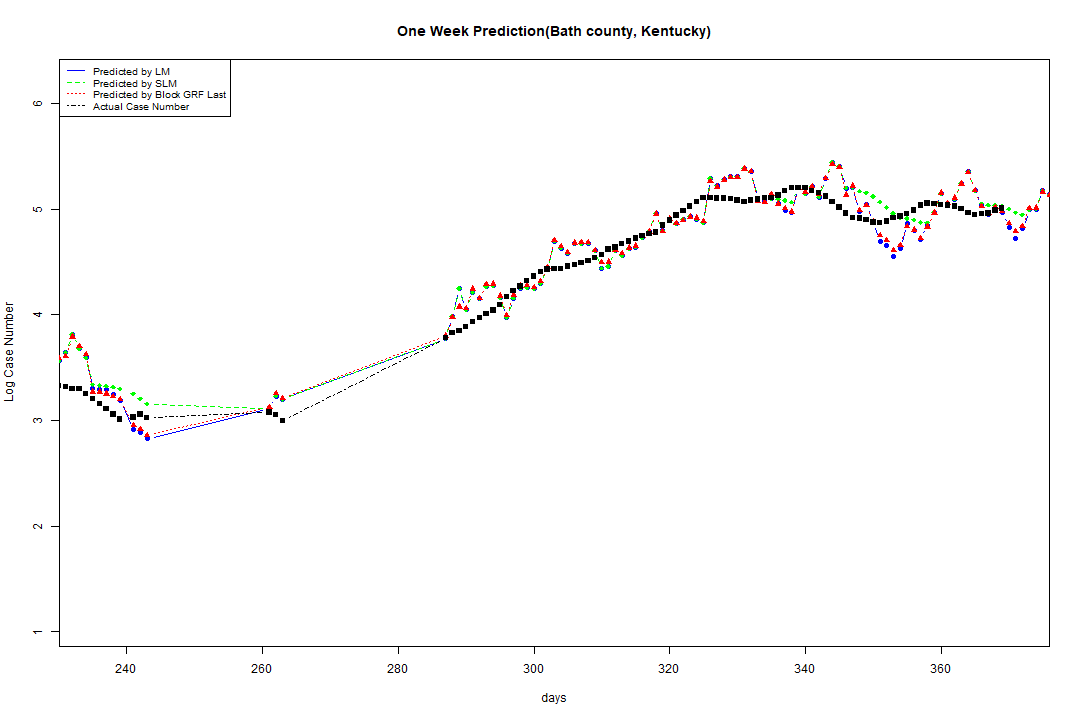 One Week Prediction(Bath county, Kentucky)
Predicted by LM
Predicted by SLM
Predicted by Block GRF Last
Actual Case Number
6
5
4
3
2
1
Log Case Number
240 260 280 300 320 340 360
days